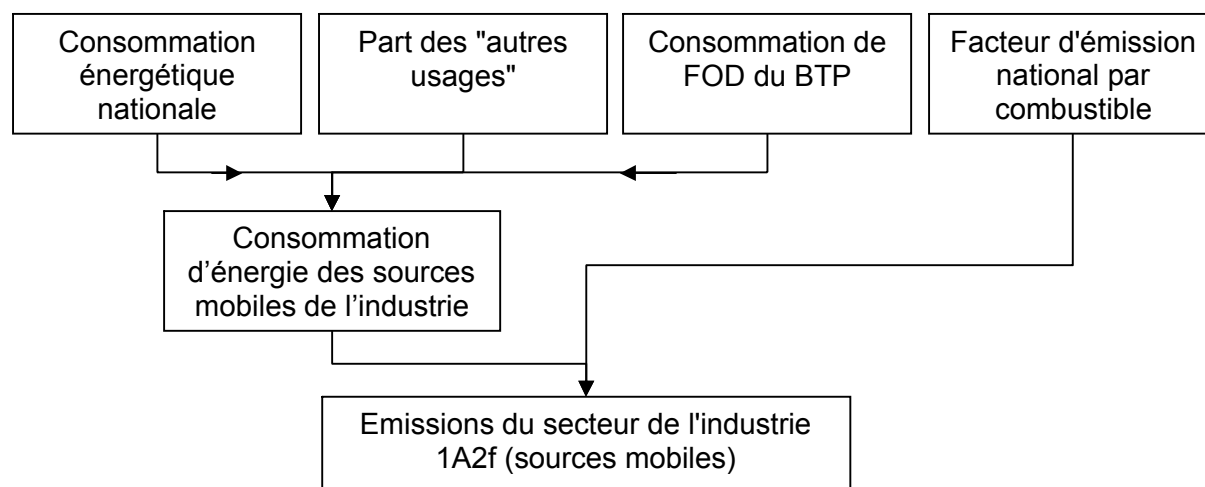 Consommation
énergétique
nationale
Part des "autres
usages"
Consommation de
FOD du BTP
Facteur d'émission
national par
combustible
Consommation
d’énergie des sources
mobiles de l’industrie
Emissions du secteur de l'industrie
1A2f (sources mobiles)